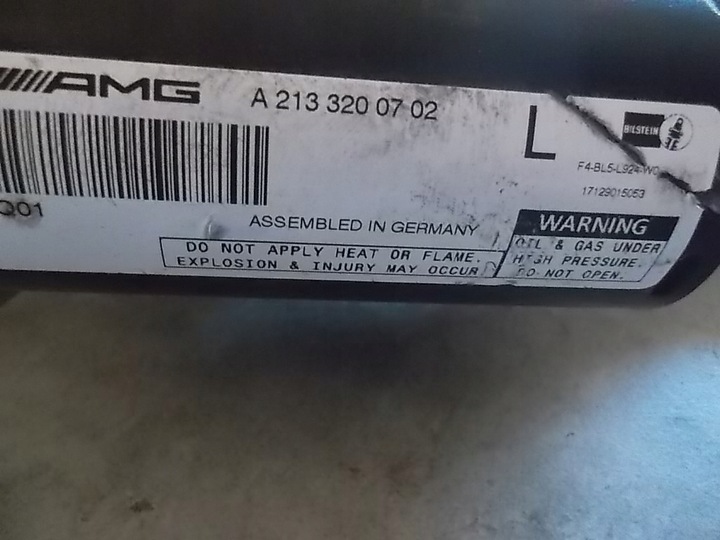 AMG A 213 320 07 02
L
BILSTEIN
F4-BL5-L924-W0
17129015053
Q01
ASSEMBLED IN GERMANY
DO NOT APPLY HEAT OR FLAME.
EXPLOSION & INJURY MAY OCCUR
WARNING
OIL & GAS UNDER
HIGH PRESSURE.
DO NOT OPEN.